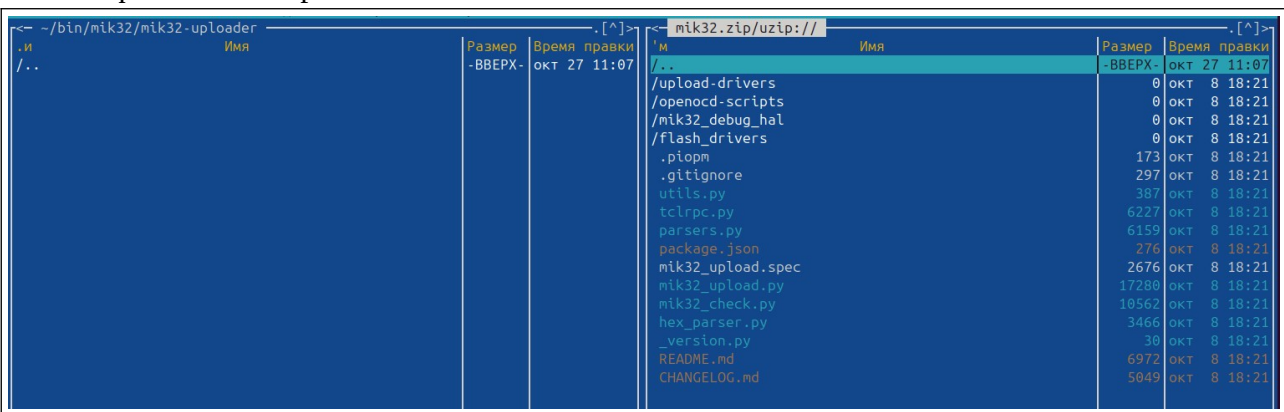 <— ~/bin/mik32/mik32-uploader .[^]>
.и Имя Размер Время правки
/.. -ВВЕРХ- окт 27 11:07
<— mik32.zip/uzip:// .[^]>
'м Имя Размер Время правки
/.. -ВВЕРХ- окт 27 11:07
/upload-drivers 0 окт 8 18:21
/openocd-scripts 0 окт 8 18:21
/mik32_debug_hal 0 окт 8 18:21
/flash_drivers 0 окт 8 18:21
.piopm 173 окт 8 18:21
.gitignore 297 окт 8 18:21
utils.py 387 окт 8 18:21
tclrpc.py 6227 окт 8 18:21
parsers.py 6159 окт 8 18:21
package.json 276 окт 8 18:21
mik32_upload.spec 2676 окт 8 18:21
mik32_upload.py 17280 окт 8 18:21
mik32_check.py 10562 окт 8 18:21
hex_parser.py 3466 окт 8 18:21
_version.py 30 окт 8 18:21
README.md 6972 окт 8 18:21
CHANGELOG.md 5049 окт 8 18:21